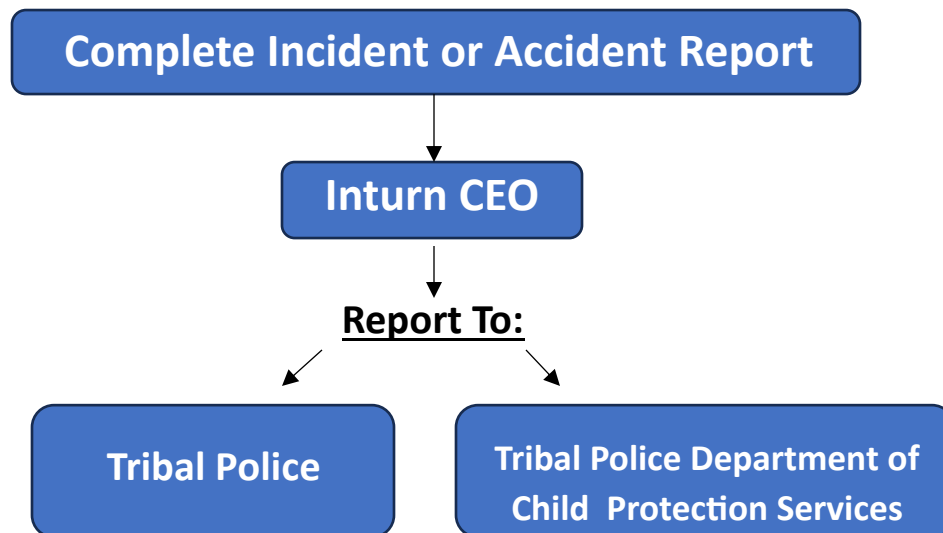 Complete Incident or Accident Report
Inturn CEO
Report To:
Tribal Police
Tribal Police Department of
Child Protection Services